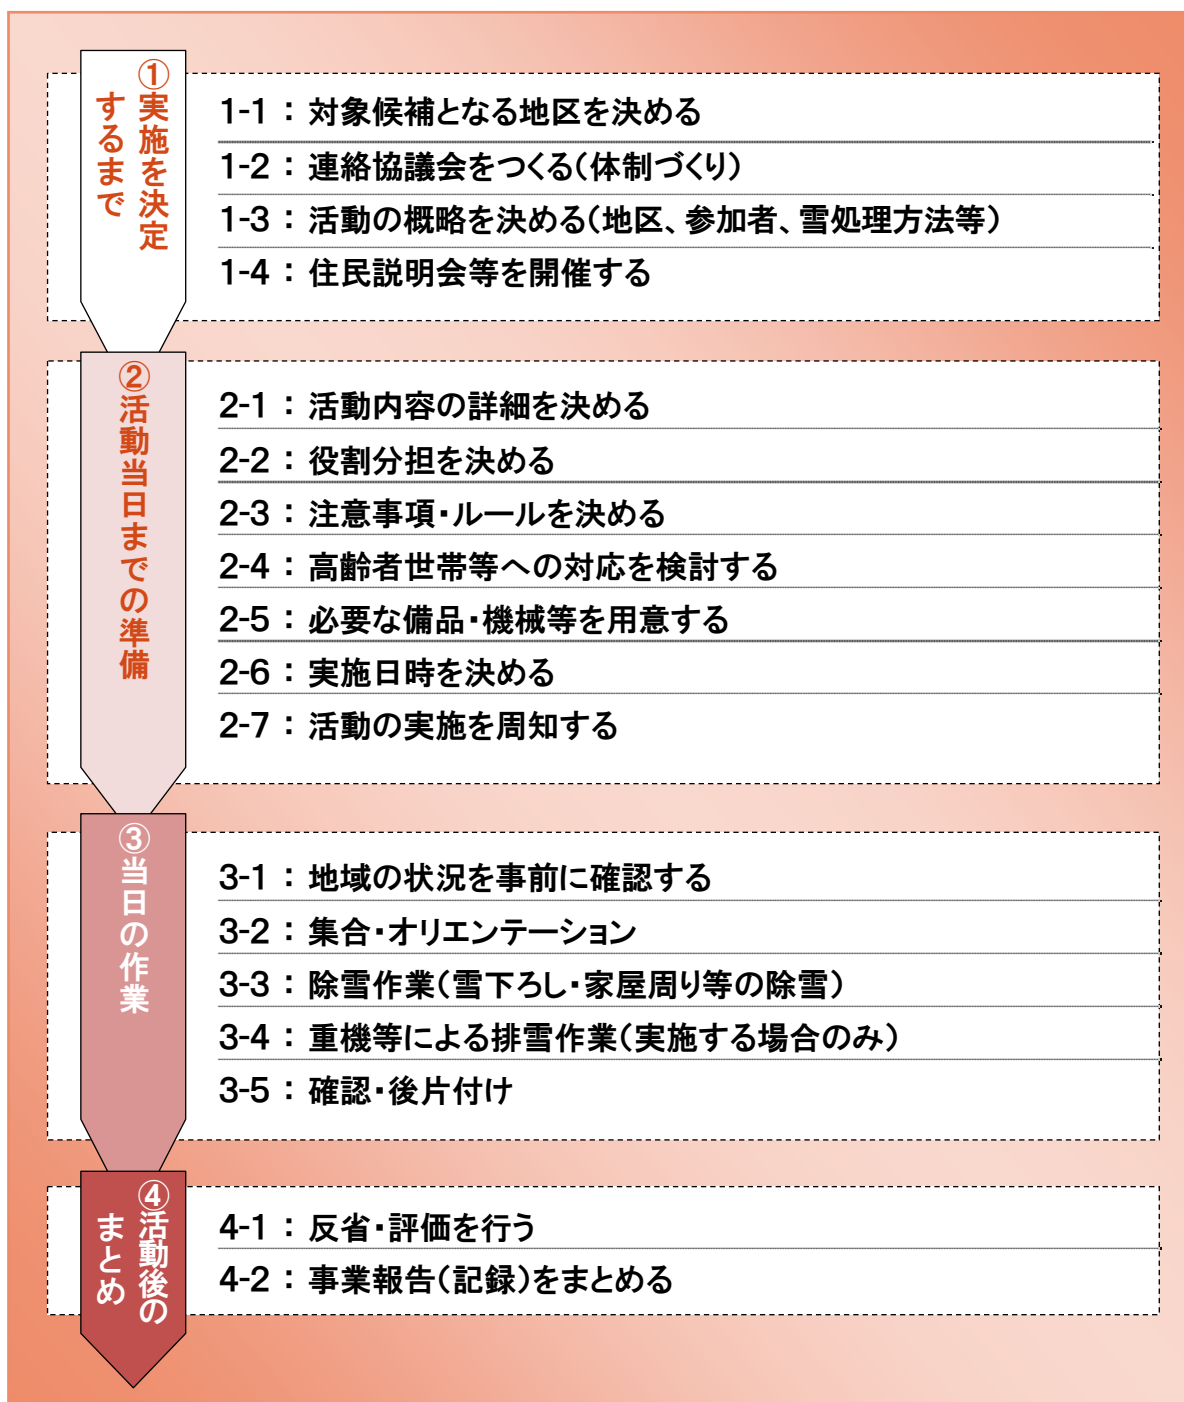 ①実施を決定
するまで
1-1：対象候補となる地区を決める
1-2：連絡協議会をつくる（体制づくり）
1-3：活動の概略を決める（地区、参加者、雪処理方法等）
1-4：住民説明会等を開催する
②活動当日までの準備
2-1：活動内容の詳細を決める
2-2：役割分担を決める
2-3：注意事項・ルールを決める
2-4：高齢者世帯等への対応を検討する
2-5：必要な備品・機械等を用意する
2-6：実施日時を決める
2-7：活動の実施を周知する
③当日の作業
3-1：地域の状況を事前に確認する
3-2：集合・オリエンテーション
3-3：除雪作業（雪下ろし・家屋周り等の除雪）
3-4：重機等による排雪作業（実施する場合のみ）
3-5：確認・後片付け
④活動後の
まとめ
4-1：反省・評価を行う
4-2：事業報告（記録）をまとめる